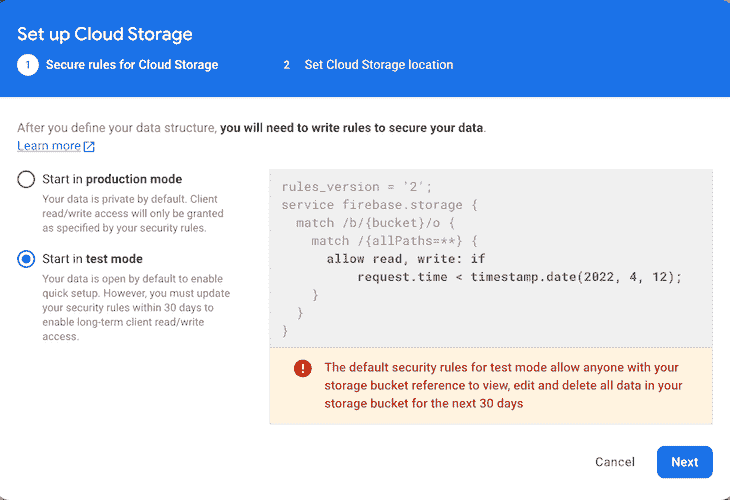 Set up Cloud Storage
1 Secure rules for Cloud Storage
2 Set Cloud Storage location
After you define your data structure, you will need to write rules to secure your data.
Learn more
Start in production mode
Your data is private by default. Client
read/write access will only be granted
as specified by your security rules.
Start in test mode
Your data is open by default to enable
quick setup. However, you must update
your security rules within 30 days to
enable long-term client read/write
access.
rules_version = '2';
service firebase.storage {
  match /b/{bucket}/o {
    match /{allPaths=**} {
      allow read, write: if
          request.time < timestamp.date(2022, 4, 12);
    }
  }
}
! The default security rules for test mode allow anyone with your
storage bucket reference to view, edit and delete all data in your
storage bucket for the next 30 days
Cancel
Next